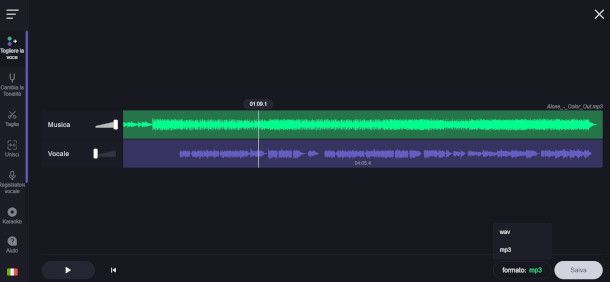 Togliere la
voce
Cambia la
Tonalità
Taglia
Unisci
Registratore
vocale
Karaoke
Aiuto
01:09.1
Alone_-_Color_Out.mp3
Musica
Vocale
04:05.4
wav
mp3
formato: mp3
Salva